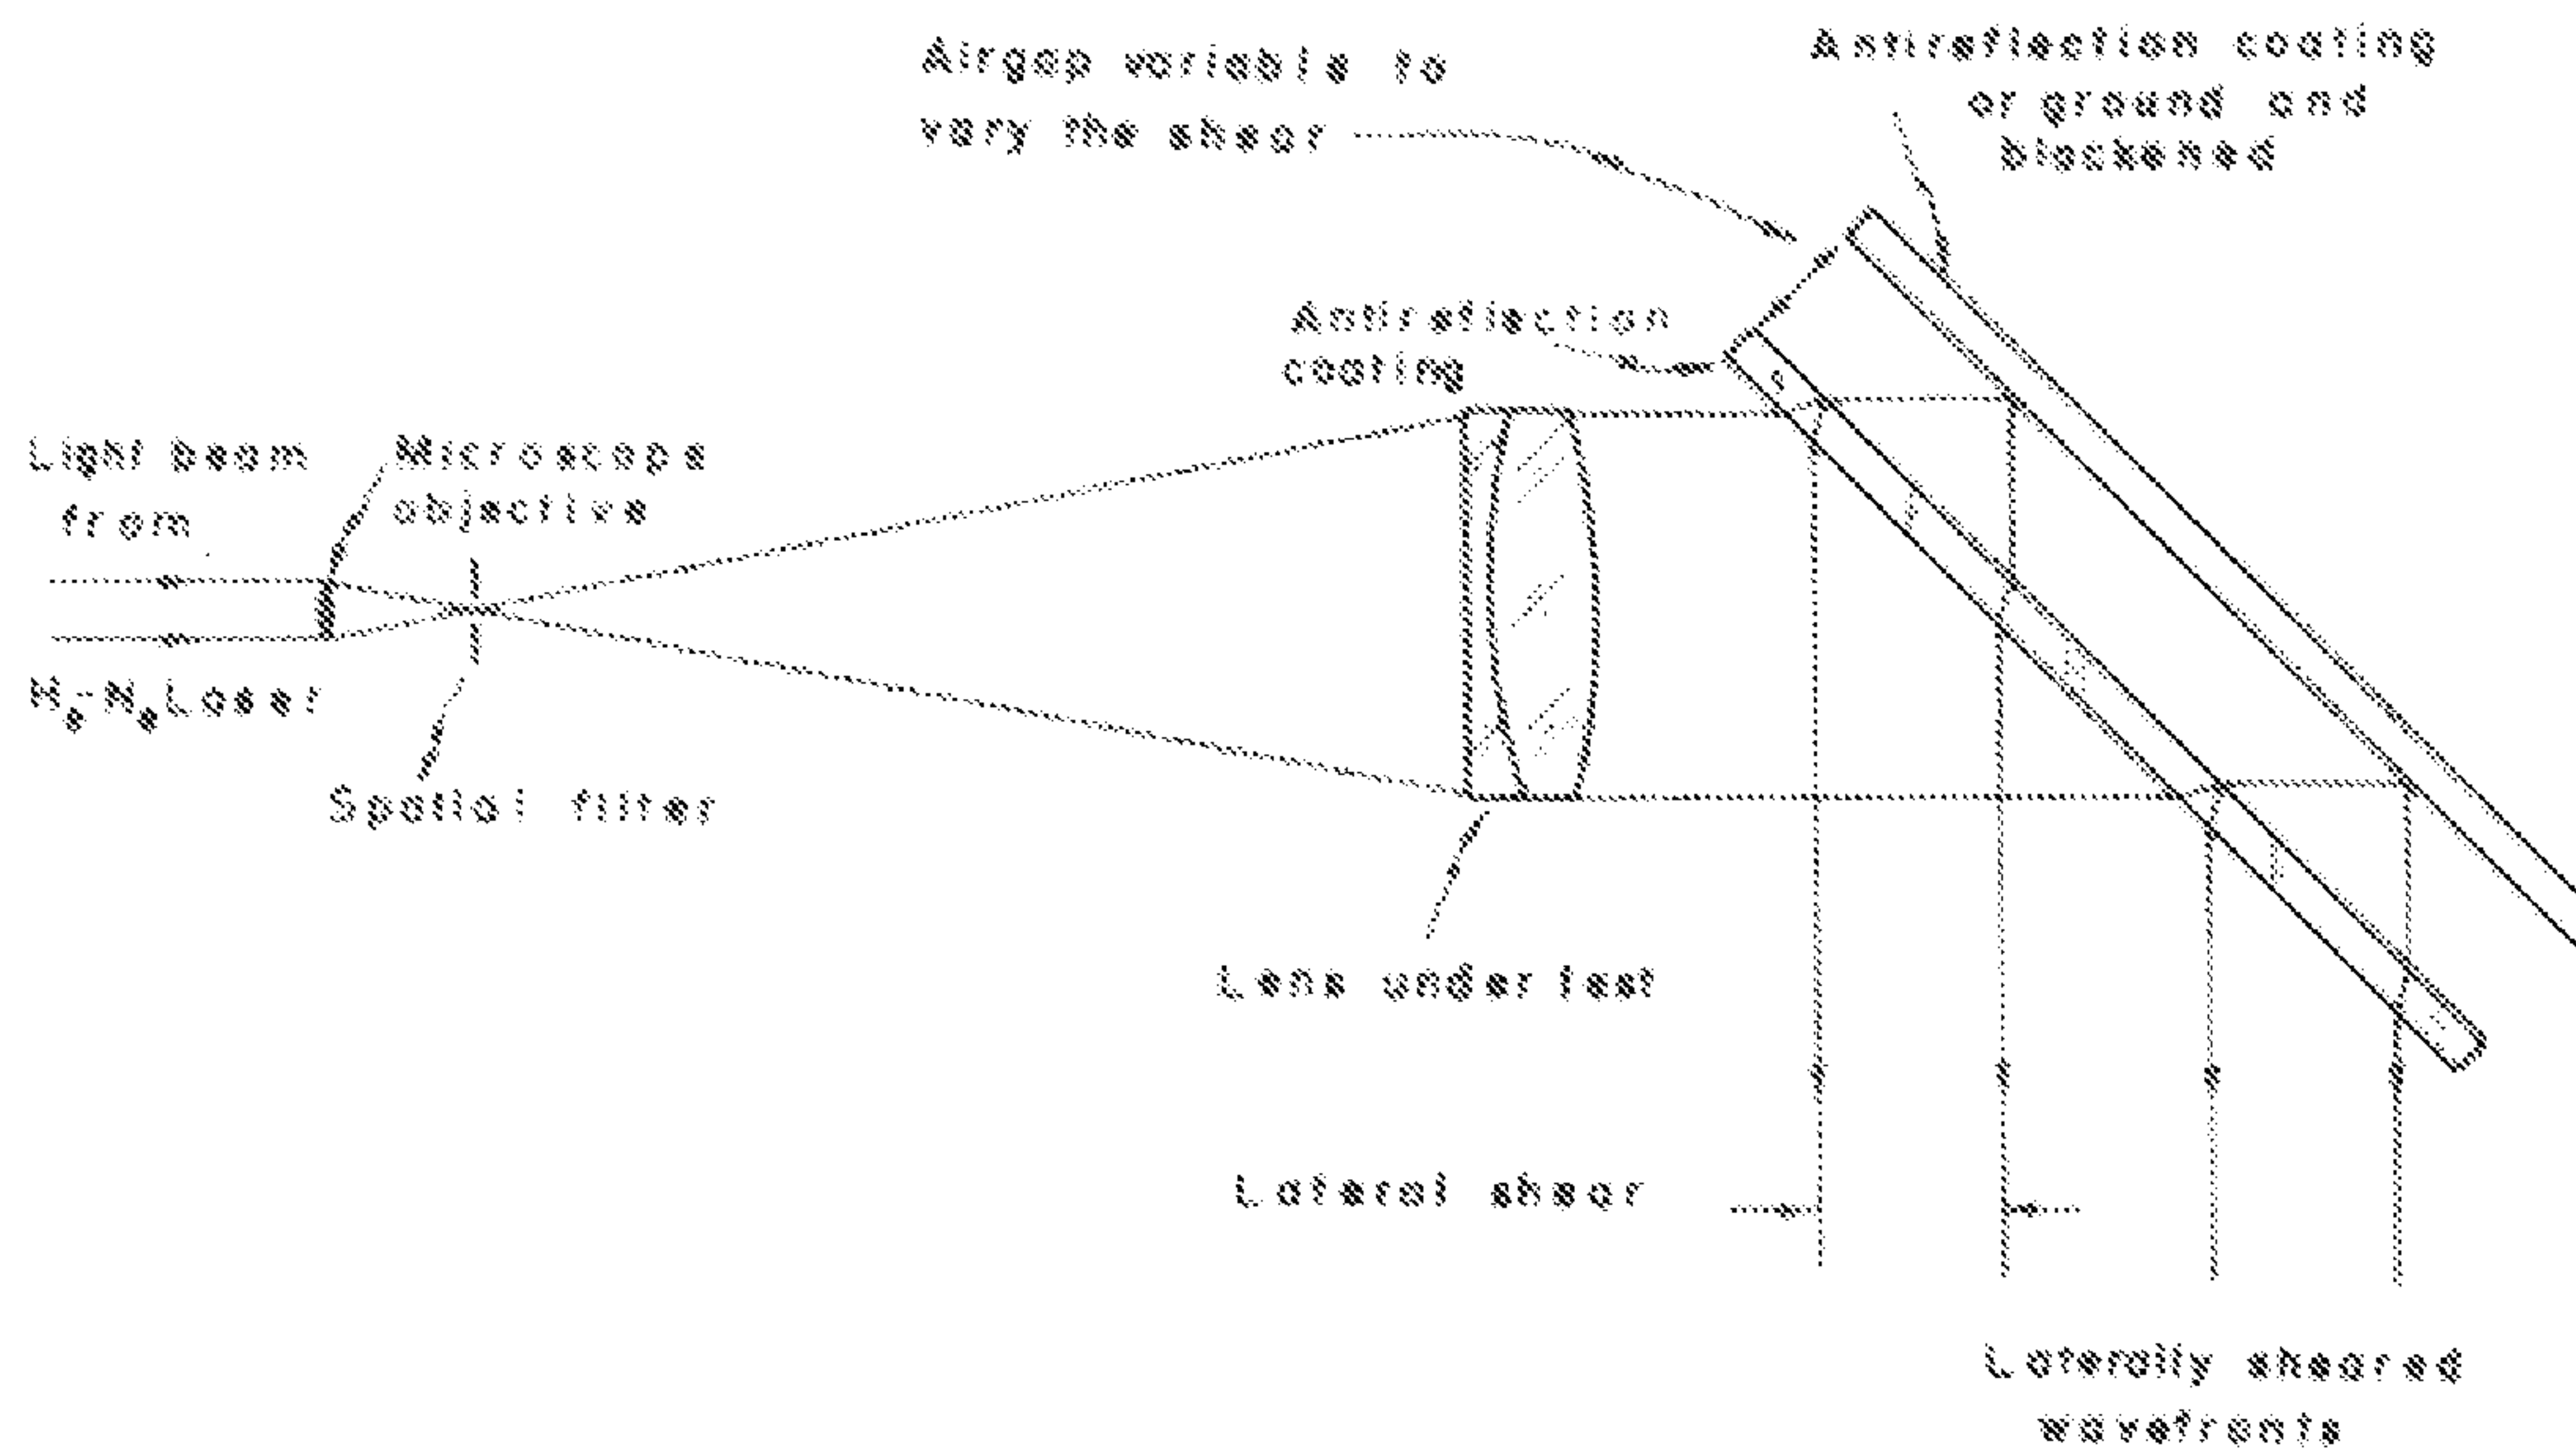 Airgap variable to
vary the shear
Antireflection coating
or ground and
blackened
Antireflection
coating
Light beam
from
He-Ne Laser
Microscope
objective
Spatial filter
Lens under test
Lateral shear
Laterally sheared
wavefronts